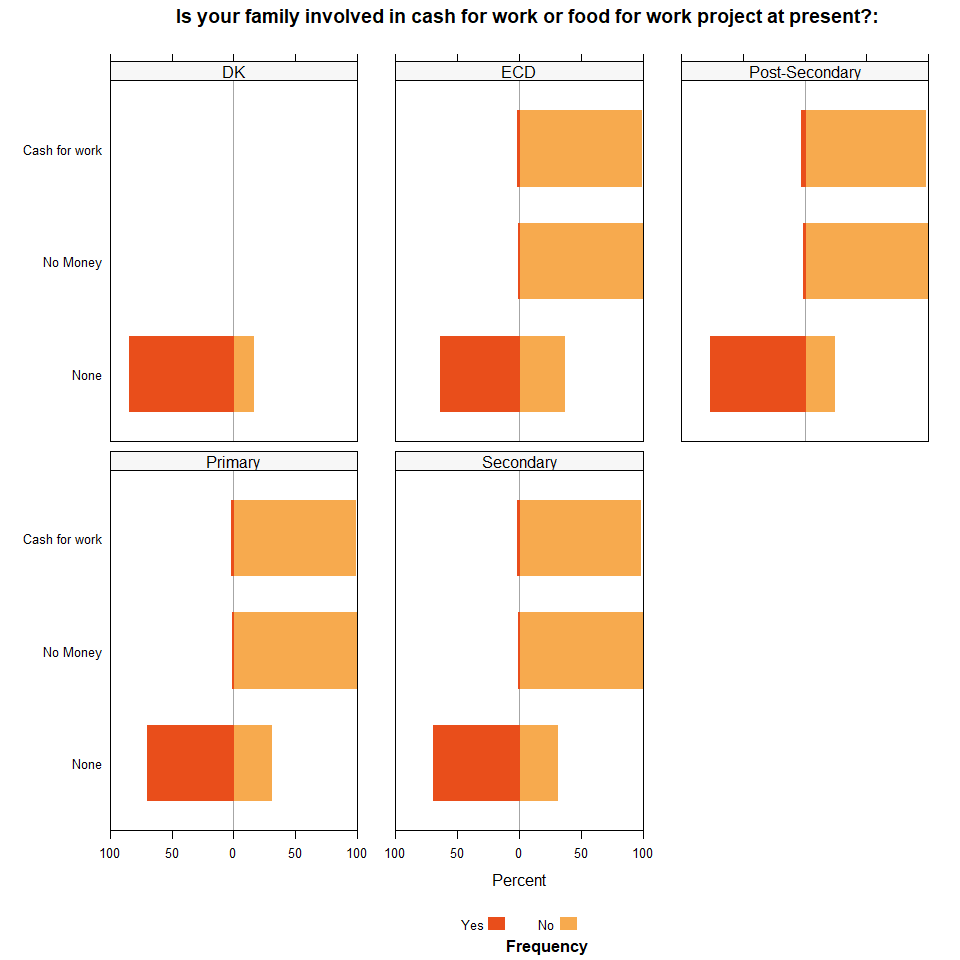 Is your family involved in cash for work or food for work project at present?:
DK
ECD
Post-Secondary
Cash for work
No Money
None
Primary
Secondary
Cash for work
No Money
None
100 50 0 50 100 100 50 0 50 100
Percent
Yes No
Frequency